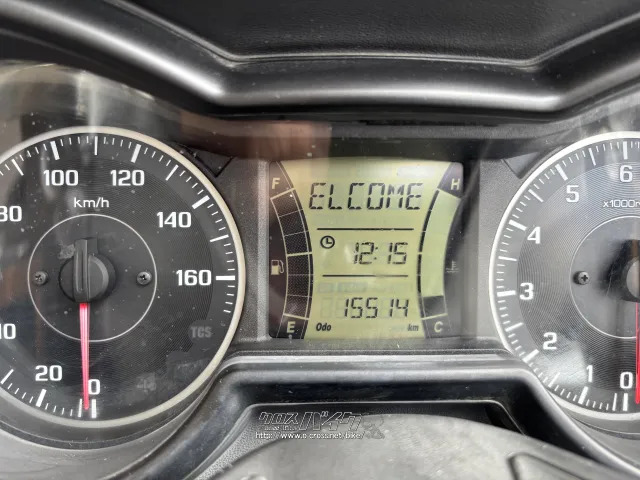 100 120
km/h
140
160
TCS
20
0
F
ELCOME
H
12:15
15514
E
Odo
km
C
6
5
x1000r
4
3
2
1
0
クロスバイク
http://www.o-crossnet-bike/